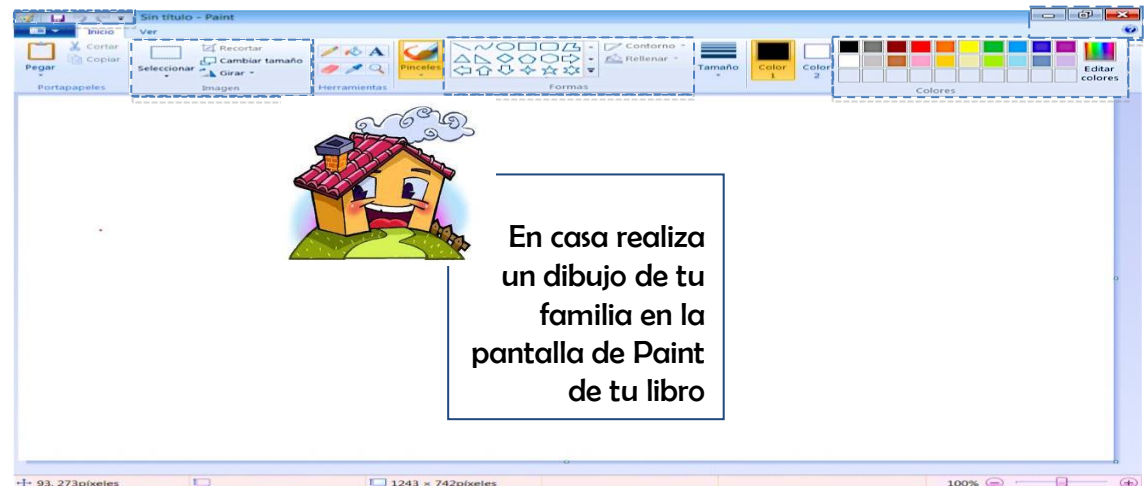 Sin título - Paint
Inicio Ver
Pegar
Cortar
Copiar
Portapapeles
Seleccionar
Recortar
Cambiar tamaño
Girar
Imagen
Herramientas
Pinceles
Contorno
Rellenar
Formas
Tamaño
Color
1
Color
2
Editar
colores
Colores
En casa realiza
un dibujo de tu
familia en la
pantalla de Paint
de tu libro
93, 273píxeles
1243 × 742píxeles
100%